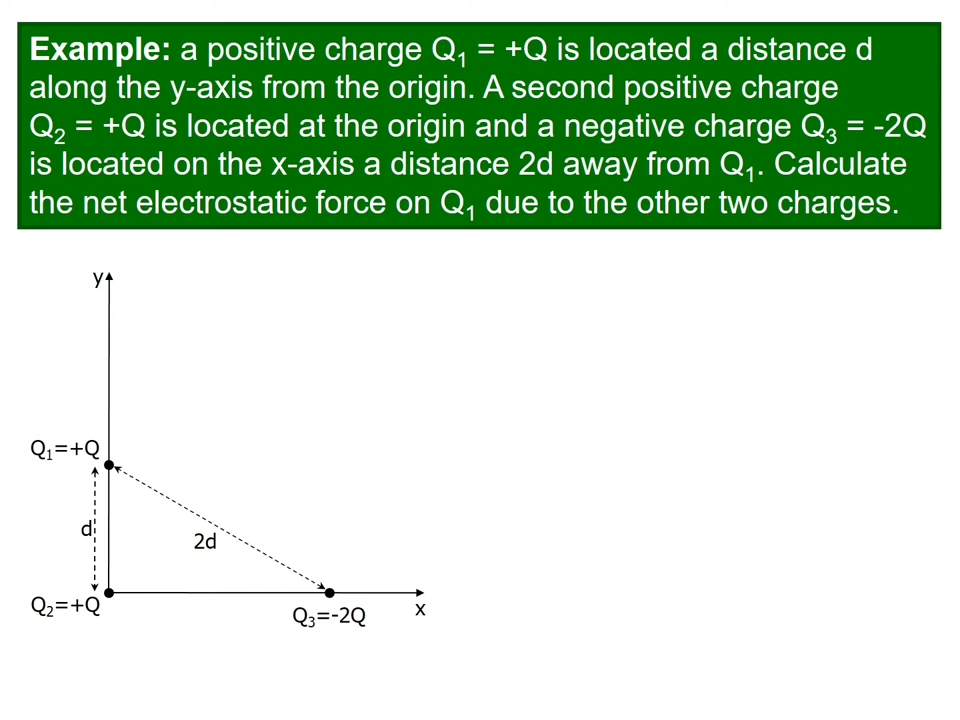 Example: a positive charge Q₁ = +Q is located a distance d
along the y-axis from the origin. A second positive charge
Q₂ = +Q is located at the origin and a negative charge Q₃ = -2Q
is located on the x-axis a distance 2d away from Q₁. Calculate
the net electrostatic force on Q₁ due to the other two charges.
y
Q₁=+Q
d
2d
Q₂=+Q
Q₃=-2Q
x